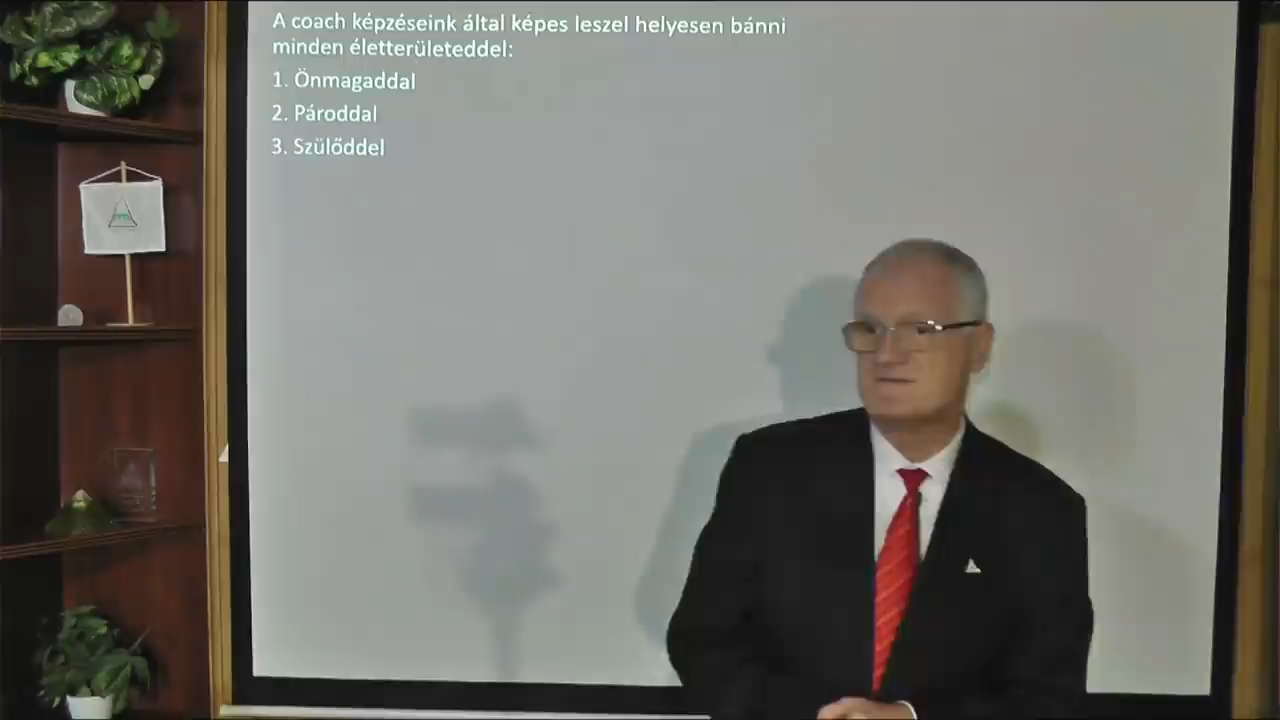 A coach képzéseink által képes leszel helyesen bánni
minden életterületeddel:
1. Önmagaddal
2. Pároddal
3. Szülőddel